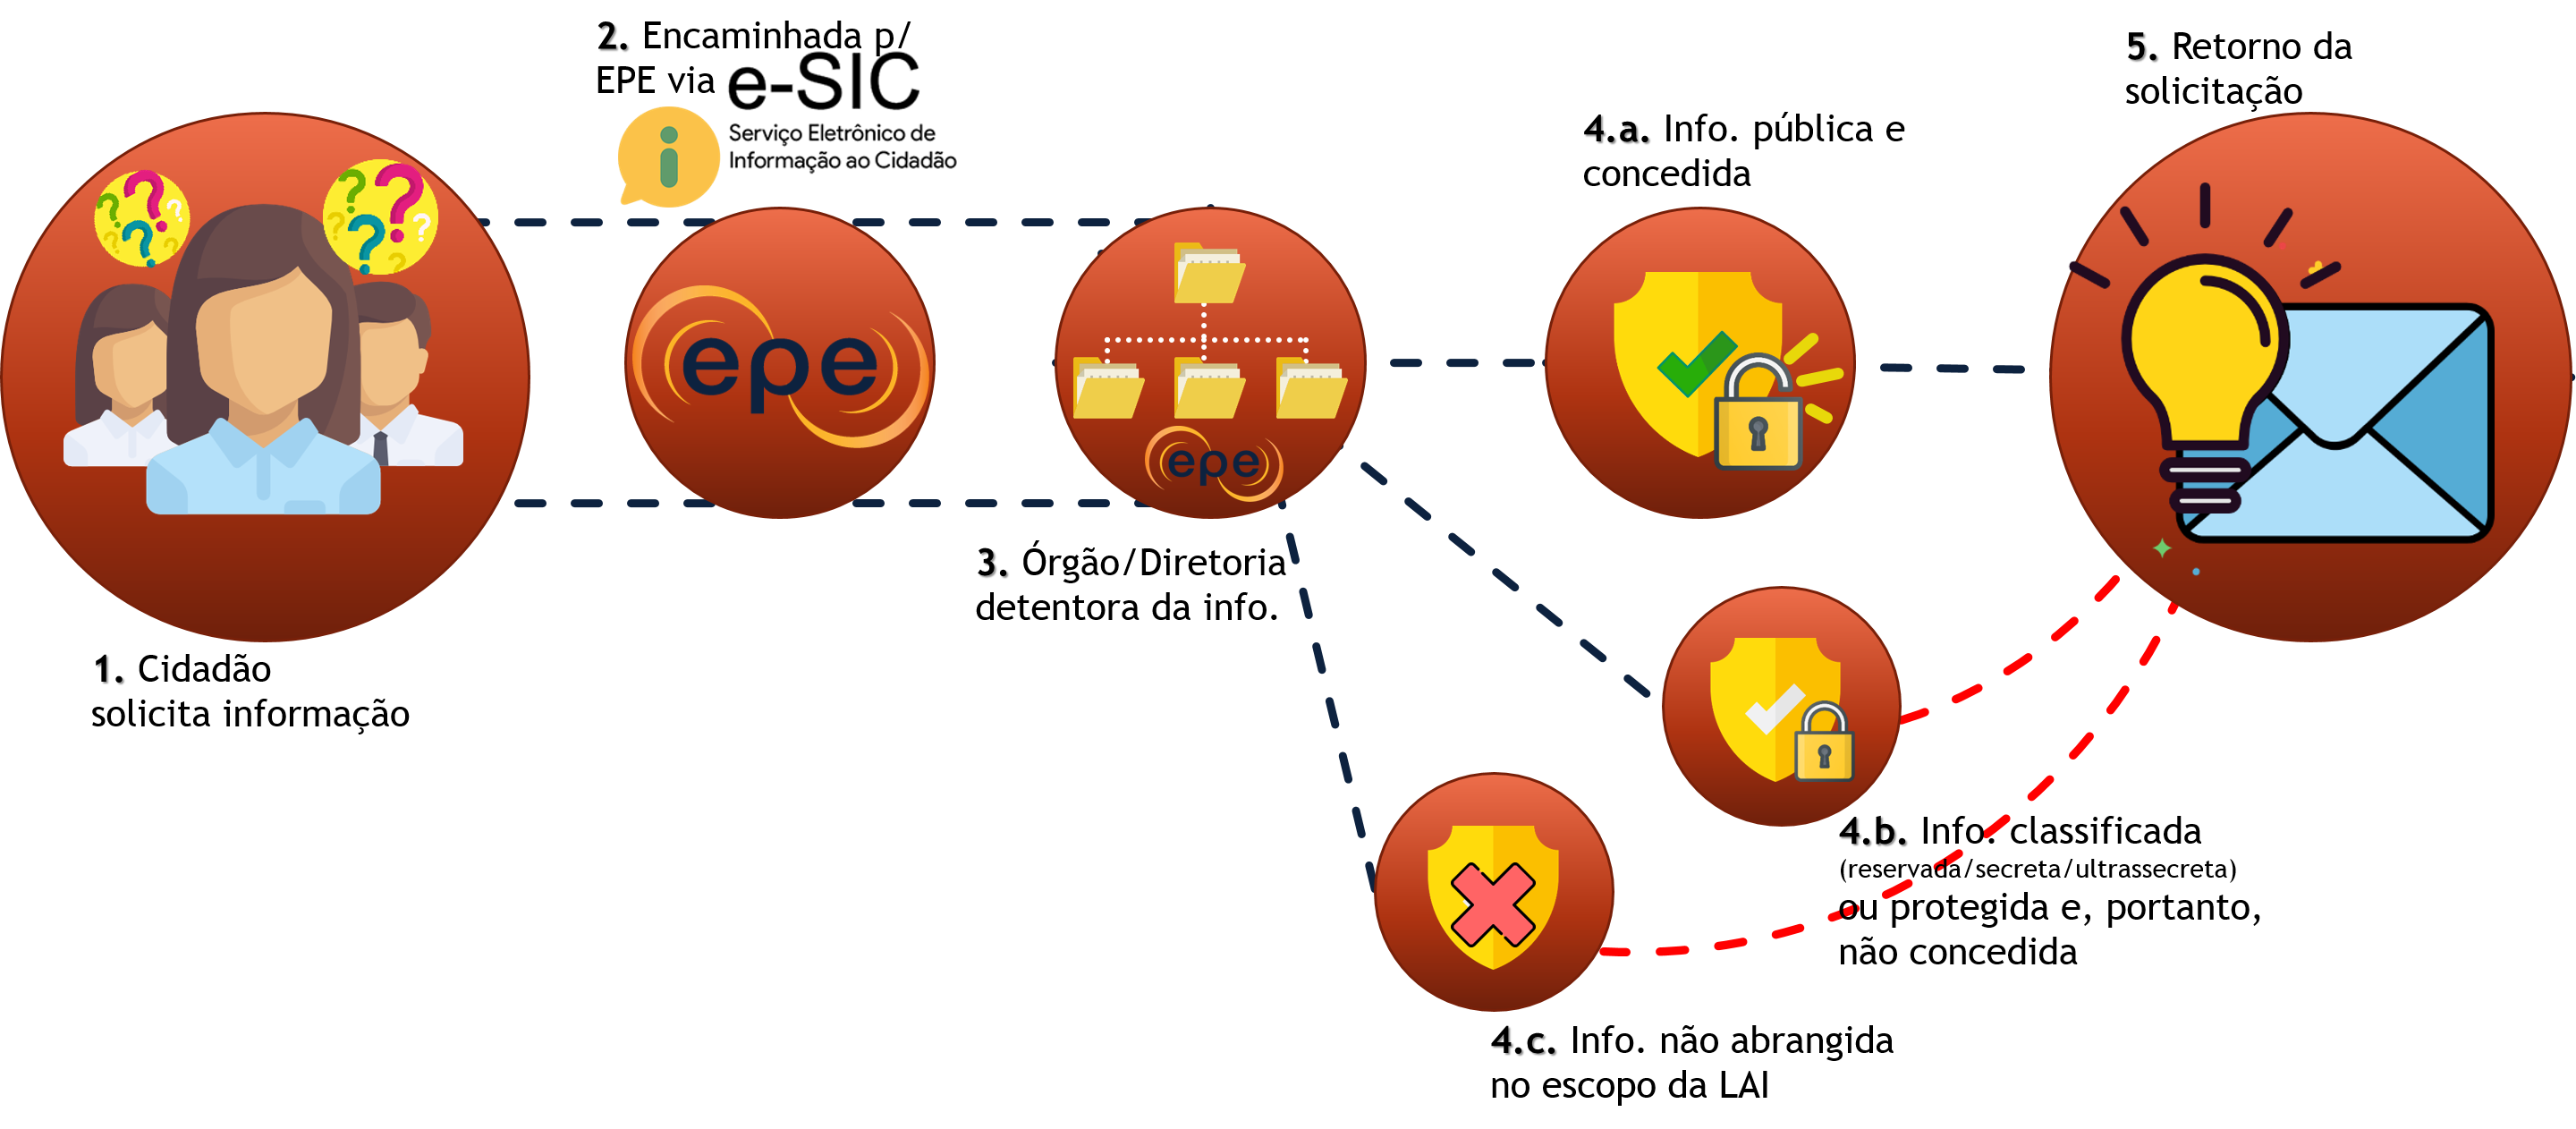 1. Cidadão
solicita informação
2. Encaminhada p/
EPE via e-SIC
Serviço Eletrônico de
Informação ao Cidadão
epe
3. Órgão/Diretoria
detentora da info.
epe
4.a. Info. pública e
concedida
4.b. Info. classificada
(reservada/secreta/ultrassecreta)
ou protegida e, portanto,
não concedida
4.c. Info. não abrangida
no escopo da LAI
5. Retorno da
solicitação